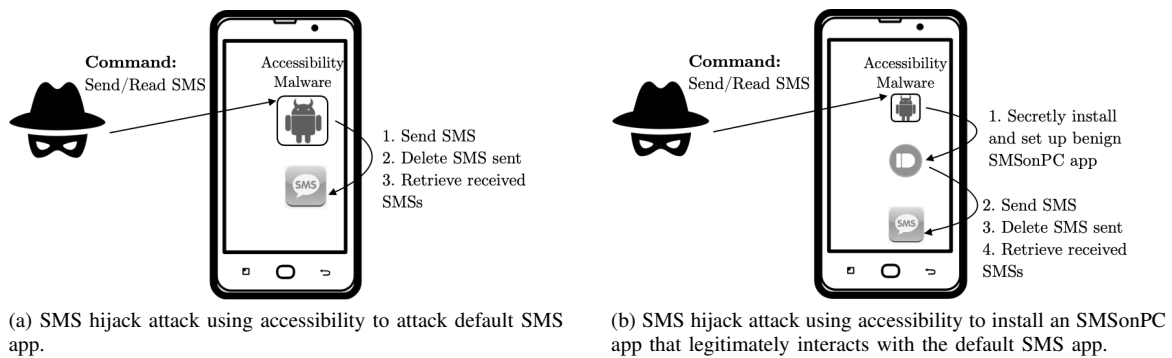 Command:
Send/Read SMS
Accessibility
Malware
1. Send SMS
2. Delete SMS sent
3. Retrieve received
SMSs
SMS
(a) SMS hijack attack using accessibility to attack default SMS
app.
Command:
Send/Read SMS
Accessibility
Malware
1. Secretly install
and set up benign
SMSonPC app
2. Send SMS
3. Delete SMS sent
4. Retrieve received
SMSs
SMS
(b) SMS hijack attack using accessibility to install an SMSonPC
app that legitimately interacts with the default SMS app.